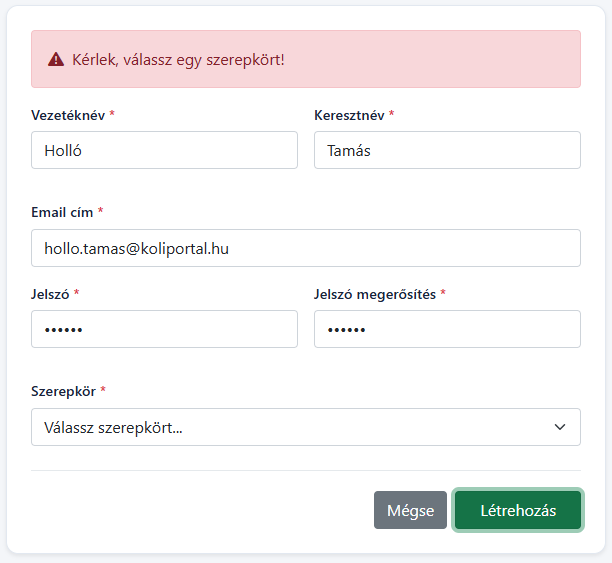 Kérlek, válassz egy szerepkört!
Vezetéknév * Keresztnév *
Holló Tamás
Email cím *
hollo.tamas@koliportal.hu
Jelszó * Jelszó megerősítés *
•••••• ••••••
Szerepkör *
Válassz szerepkört...
Mégse Létrehozás